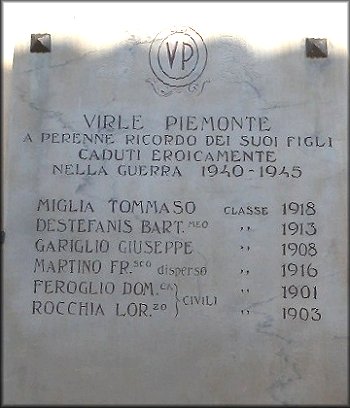 VP
VIRLE PIEMONTE
A PERENNE RICORDO DEI SUOI FIGLI
CADUTI EROICAMENTE
NELLA GUERRA 1940-1945
MIGLIA TOMMASO CLASSE 1918
DESTEFANIS BART.MEO " 1913
GARIGLIO GIUSEPPE " 1908
MARTINO FR.SCO disperso " 1916
FEROGLIO DOM.CA } CIVILI " 1901
ROCCHIA LOR.ZO } " 1903